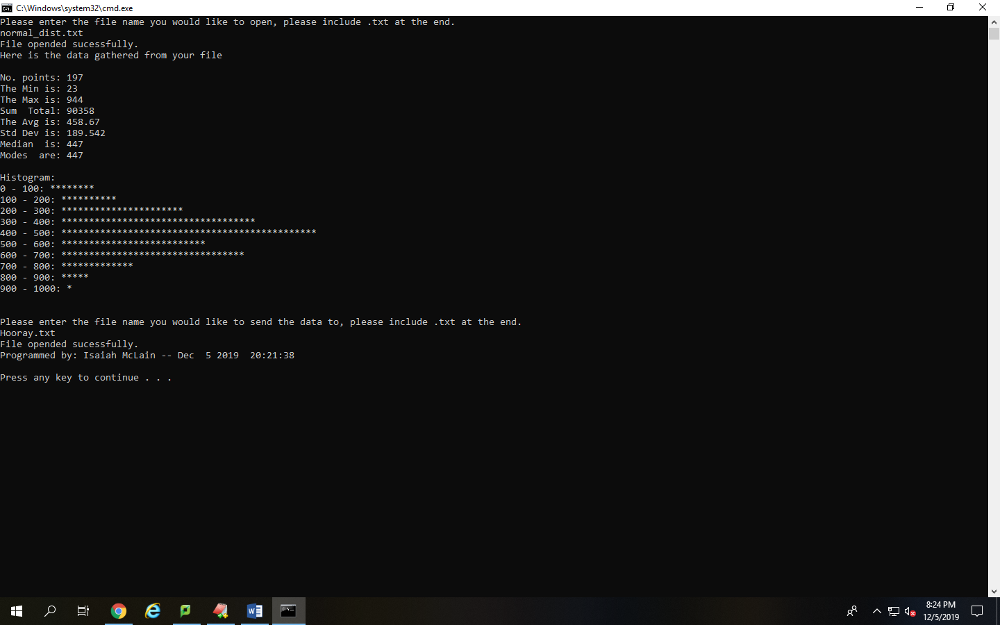 C:\Windows\system32\cmd.exe
Please enter the file name you would like to open, please include .txt at the end.
normal_dist.txt
File opended sucessfully.
Here is the data gathered from your file
No. points: 197
The Min is: 23
The Max is: 944
Sum  Total: 90358
The Avg is: 458.67
Std Dev is: 189.542
Median  is: 447
Modes  are: 447
Histogram:
0 - 100: ********
100 - 200: **********
200 - 300: **********************
300 - 400: ***********************************
400 - 500: **********************************************
500 - 600: **************************
600 - 700: *********************************
700 - 800: *************
800 - 900: *****
900 - 1000: *
Please enter the file name you would like to send the data to, please include .txt at the end.
Hooray.txt
File opended sucessfully.
Programmed by: Isaiah McLain -- Dec  5 2019  20:21:38
Press any key to continue . . .
8:24 PM
12/5/2019